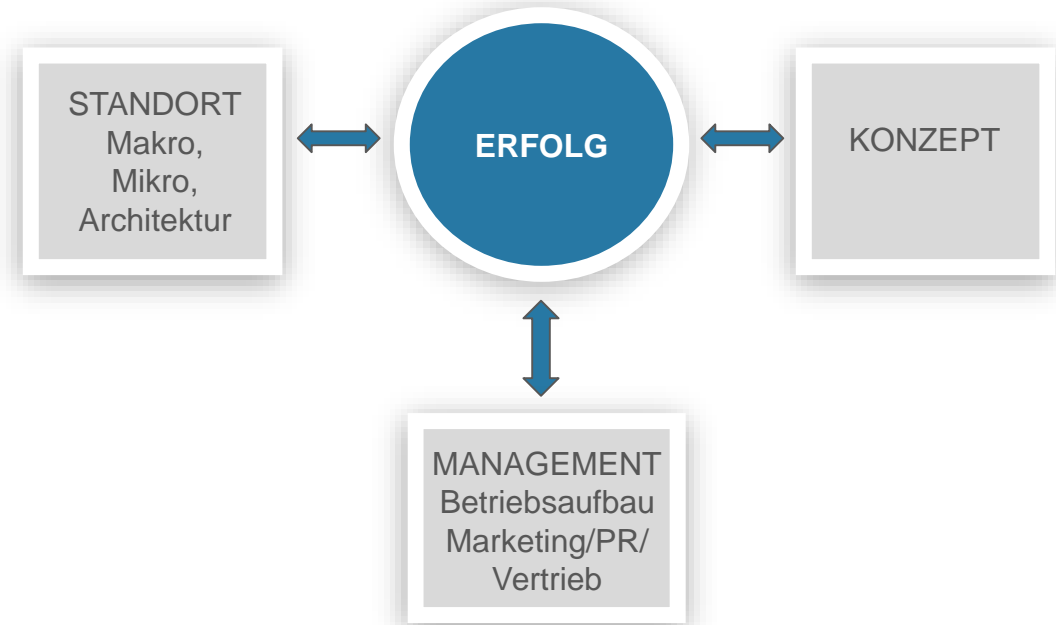 STANDORT
Makro,
Mikro,
Architektur
ERFOLG
KONZEPT
MANAGEMENT
Betriebsaufbau
Marketing/PR/
Vertrieb